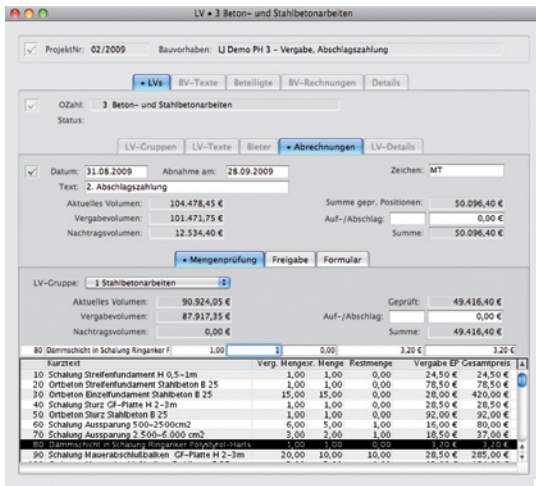 LV • 3 Beton- und Stahlbetonarbeiten
ProjektNr: 02/2009 Bauvorhaben: LJ Demo PH 3 - Vergabe, Abschlagszahlung
• LVs BV-Texte Beteiligte BV-Rechnungen Details
OZahl: 3 Beton- und Stahlbetonarbeiten
Status:
LV-Gruppen LV-Texte Bieter • Abrechnungen LV-Details
Datum: 31.08.2009 Abnahme am: 28.09.2009 Zeichen: MT
Text: 2. Abschlagszahlung
Aktuelles Volumen: 104.478,45 € Summe gepr. Positionen: 50.096,40 €
Vergabevolumen: 101.471,75 € Auf-/Abschlag: 0,00 €
Nachtragsvolumen: 12.534,40 € Summe: 50.096,40 €
• Mengenprüfung Freigabe Formular
LV-Gruppe: 1 Stahlbetonarbeiten
Aktuelles Volumen: 90.924,05 € Geprüft: 49.416,40 €
Vergabevolumen: 87.917,35 € Auf-/Abschlag: 0,00 €
Nachtragsvolumen: 0,00 € Summe: 49.416,40 €
80 Dämmschicht in Schalung Ringanker F 1,00 1 0,00 3,20 € 3,20 €
Kurztext Verg. Menge Menge Restmenge Vergabe EP Gesamtpreis
10 Schalung Streifenfundament H 0,5-1m 1,00 1,00 0,00 24,50 € 24,50 €
20 Ortbeton Streifenfundament Stahlbeton B 25 1,00 1,00 0,00 78,50 € 78,50 €
30 Ortbeton Einzelfundament Stahlbeton B 25 15,00 15,00 0,00 28,00 € 420,00 €
40 Schalung Sturz GF-Platte H 2-3m 1,00 1,00 0,00 28,50 € 28,50 €
50 Ortbeton Sturz Stahlbeton B 25 1,00 1,00 0,00 92,00 € 92,00 €
60 Schalung Aussparung 500-2500cm2 6,00 5,00 1,00 16,00 € 80,00 €
70 Schalung Aussparung 2.500-6.000 cm2 3,00 2,00 1,00 18,50 € 37,00 €
80 Dämmschicht in Schalung Ringanker Polystyrol-Harts 1,00 1,00 0,00 3,20 € 3,20 €
90 Schalung Mauerabschlußbalken GF-Platte H 2-3m 20,00 10,00 10,00 28,50 € 285,00 €